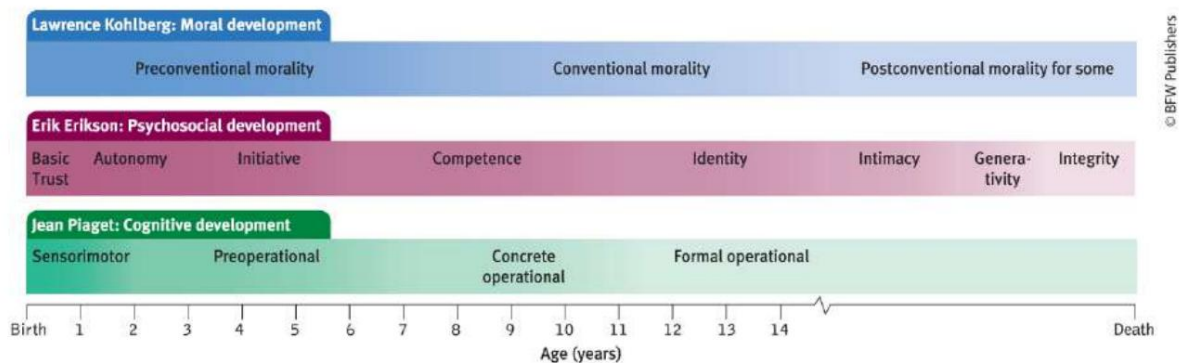 Lawrence Kohlberg: Moral development
Preconventional morality Conventional morality Postconventional morality for some
Erik Erikson: Psychosocial development
Basic Trust Autonomy Initiative Competence Identity Intimacy Genera-tivity Integrity
Jean Piaget: Cognitive development
Sensorimotor Preoperational Concrete operational Formal operational
Birth 1 2 3 4 5 6 7 8 9 10 11 12 13 14 Death
Age (years)
© BFW Publishers